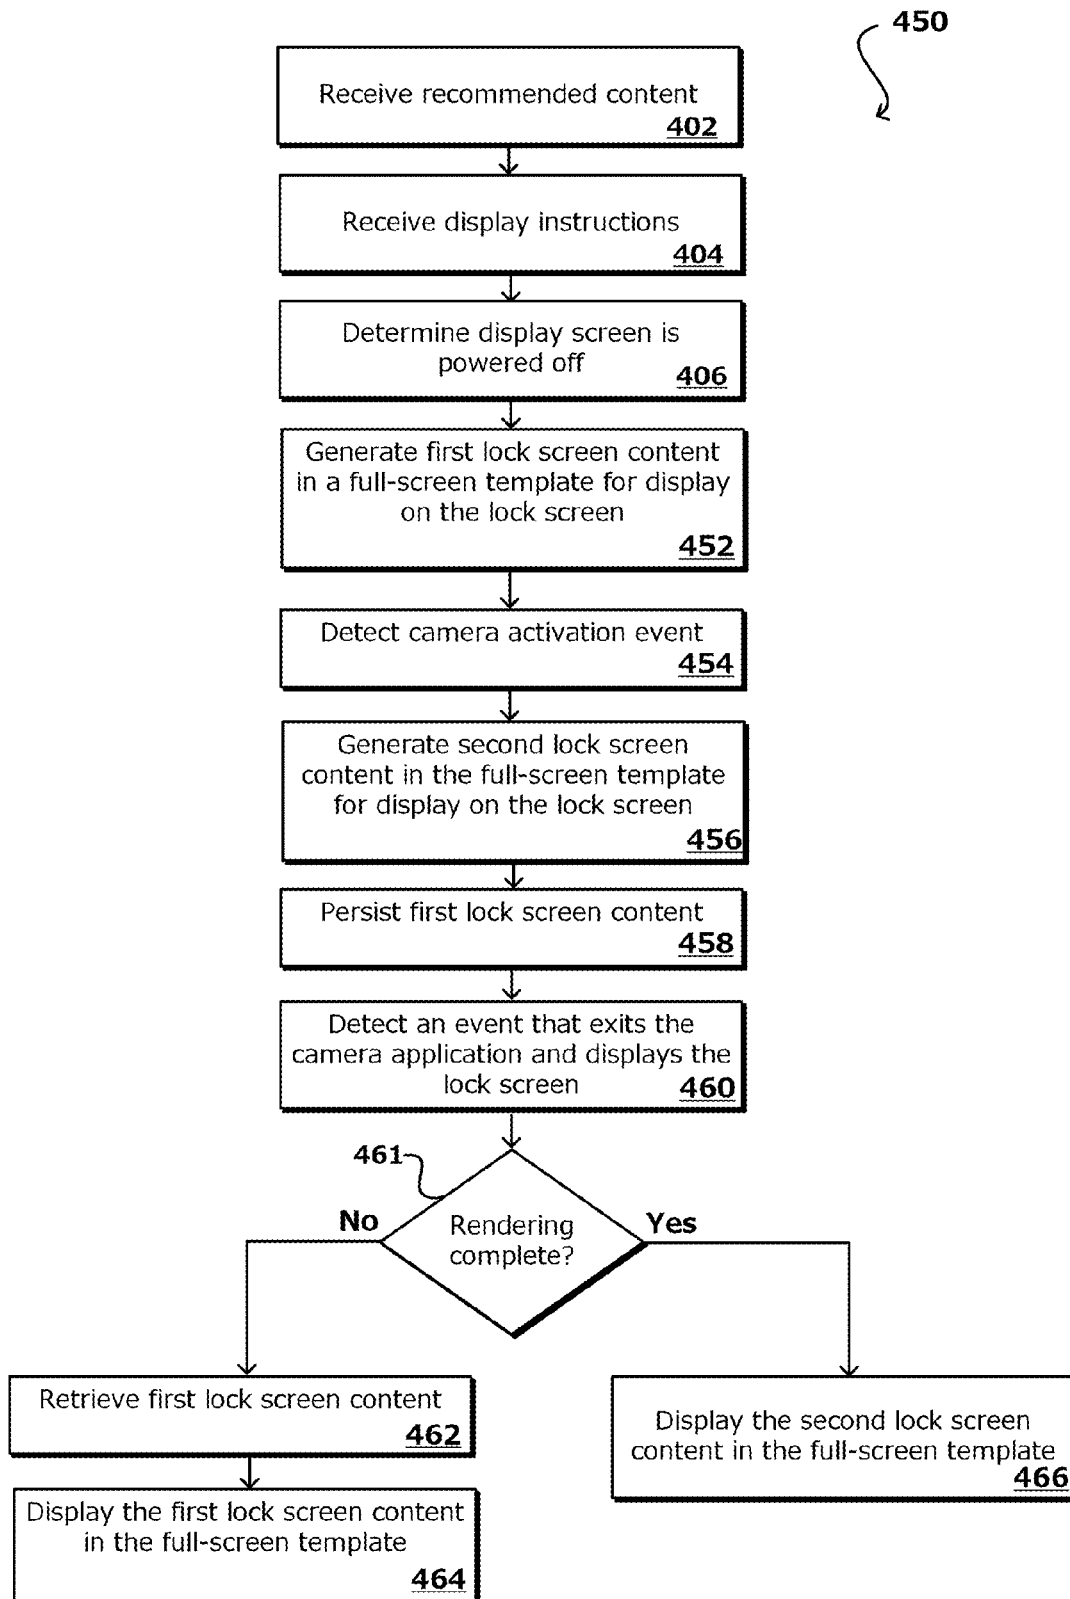 450
Receive recommended content
402
Receive display instructions
404
Determine display screen is
powered off
406
Generate first lock screen content
in a full-screen template for display
on the lock screen
452
Detect camera activation event
454
Generate second lock screen
content in the full-screen template
for display on the lock screen
456
Persist first lock screen content
458
Detect an event that exits the
camera application and displays the
lock screen
460
461
No
Rendering
complete?
Yes
Retrieve first lock screen content
462
Display the first lock screen content
in the full-screen template
464
Display the second lock screen
content in the full-screen template
466